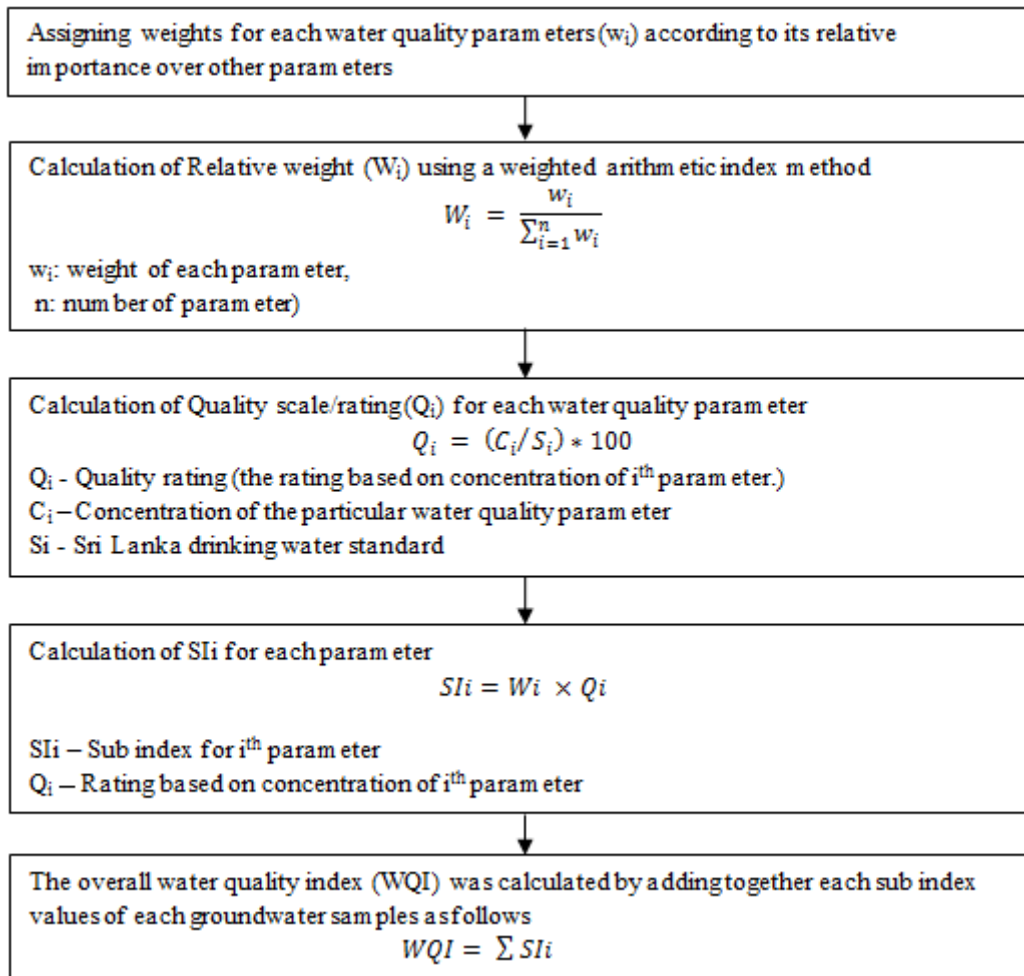 Assigning weights for each water quality parameters (wᵢ) according to its relative
importance over other parameters
Calculation of Relative weight (Wᵢ) using a weighted arithmetic index method
Wᵢ = wᵢ / ∑ⁿᵢ₌₁ wᵢ
wᵢ: weight of each parameter,
n: number of parameter)
Calculation of Quality scale/rating (Qᵢ) for each water quality parameter
Qᵢ = (Cᵢ/Sᵢ) ∗ 100
Qᵢ - Quality rating (the rating based on concentration of iᵗʰ parameter.)
Cᵢ – Concentration of the particular water quality parameter
Si - Sri Lanka drinking water standard
Calculation of SIi for each parameter
SIi = Wi × Qi
SIi – Sub index for iᵗʰ parameter
Qᵢ – Rating based on concentration of iᵗʰ parameter
The overall water quality index (WQI) was calculated by adding together each sub index
values of each groundwater samples as follows
WQI = ∑ SIi